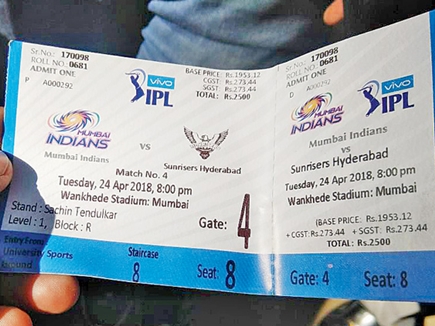 Sr.No.: 170098
ROLL NO. 0681
ADMIT ONE
P A000292
vivo
IPL
BASE PRICE: Rs.1953.12
CGST: Rs.273.44
SGST: Rs.273.44
TOTAL: Rs.2500
MUMBAI
INDIANS
Mumbai Indians
vs
Sunrisers Hyderabad
Match No. 4
Tuesday, 24 Apr 2018, 8:00 pm
Wankhede Stadium: Mumbai
Stand : Sachin Tendulkar
Level : 1, Block : R
Gate: 4
Entry From:
University Sports
Staircase
8
Seat: 8
Sr.No.: 170098
ROLL NO. 0681
ADMIT ONE
D A000292
vivo
IPL
MUMBAI
INDIANS
Mumbai Indians
vs
Sunrisers Hyderabad
Tuesday, 24 Apr 2018, 8:00 pm
Wankhede Stadium: Mumbai
(BASE PRICE: Rs.1953.12
+CGST: Rs.273.44 +SGST: Rs.273.44
TOTAL: Rs.2500
Gate: 4
Seat: 8